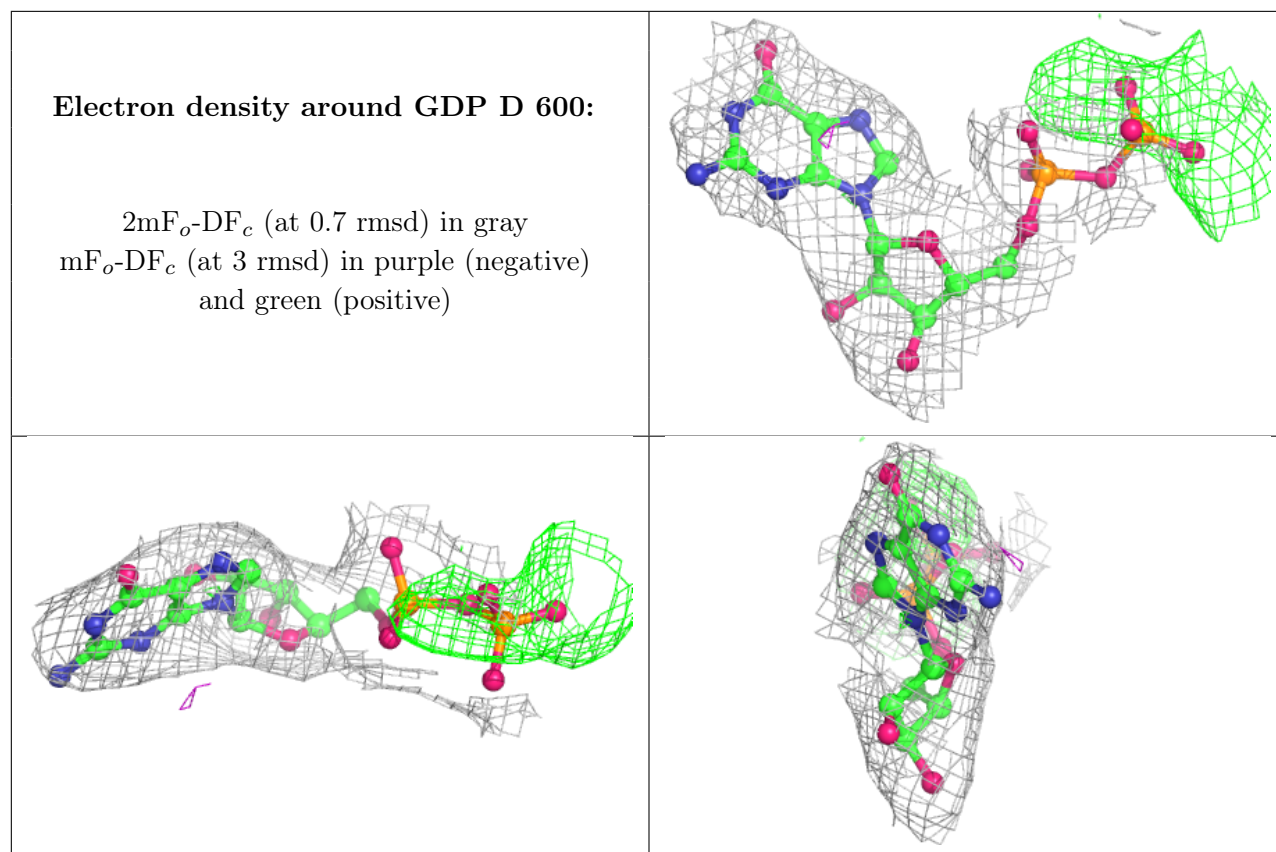 Electron density around GDP D 600:
2mFo-DFc (at 0.7 rmsd) in gray
mFo-DFc (at 3 rmsd) in purple (negative)
and green (positive)